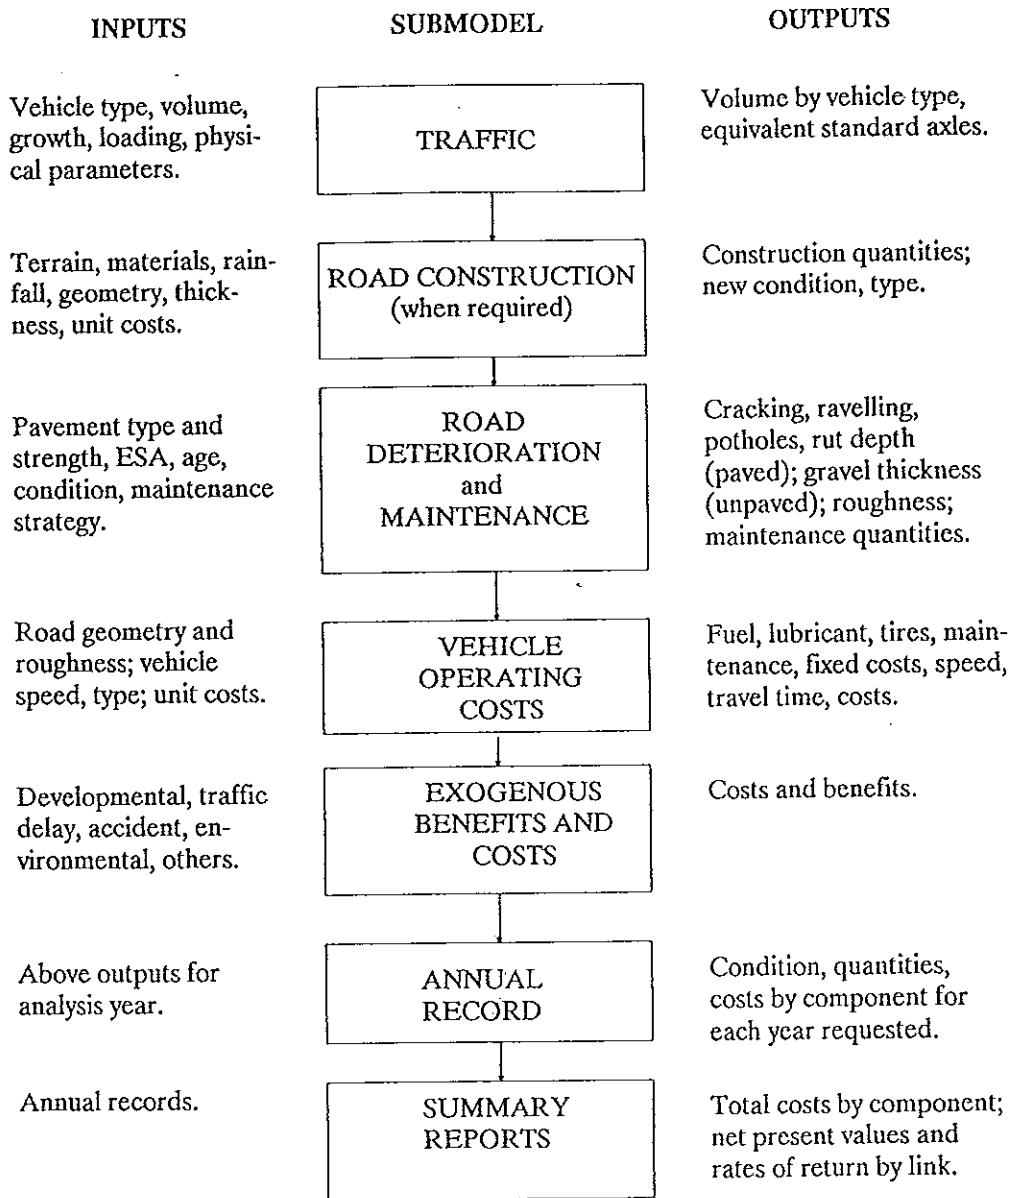 INPUTS SUBMODEL OUTPUTS
Vehicle type, volume,
growth, loading, physi-
cal parameters.
TRAFFIC
Volume by vehicle type,
equivalent standard axles.
Terrain, materials, rain-
fall, geometry, thick-
ness, unit costs.
ROAD CONSTRUCTION
(when required)
Construction quantities;
new condition, type.
Pavement type and
strength, ESA, age,
condition, maintenance
strategy.
ROAD
DETERIORATION
and
MAINTENANCE
Cracking, ravelling,
potholes, rut depth
(paved); gravel thickness
(unpaved); roughness;
maintenance quantities.
Road geometry and
roughness; vehicle
speed, type; unit costs.
VEHICLE
OPERATING
COSTS
Fuel, lubricant, tires, main-
tenance, fixed costs, speed,
travel time, costs.
Developmental, traffic
delay, accident, en-
vironmental, others.
EXOGENOUS
BENEFITS AND
COSTS
Costs and benefits.
Above outputs for
analysis year.
ANNUAL
RECORD
Condition, quantities,
costs by component for
each year requested.
Annual records.
SUMMARY
REPORTS
Total costs by component;
net present values and
rates of return by link.